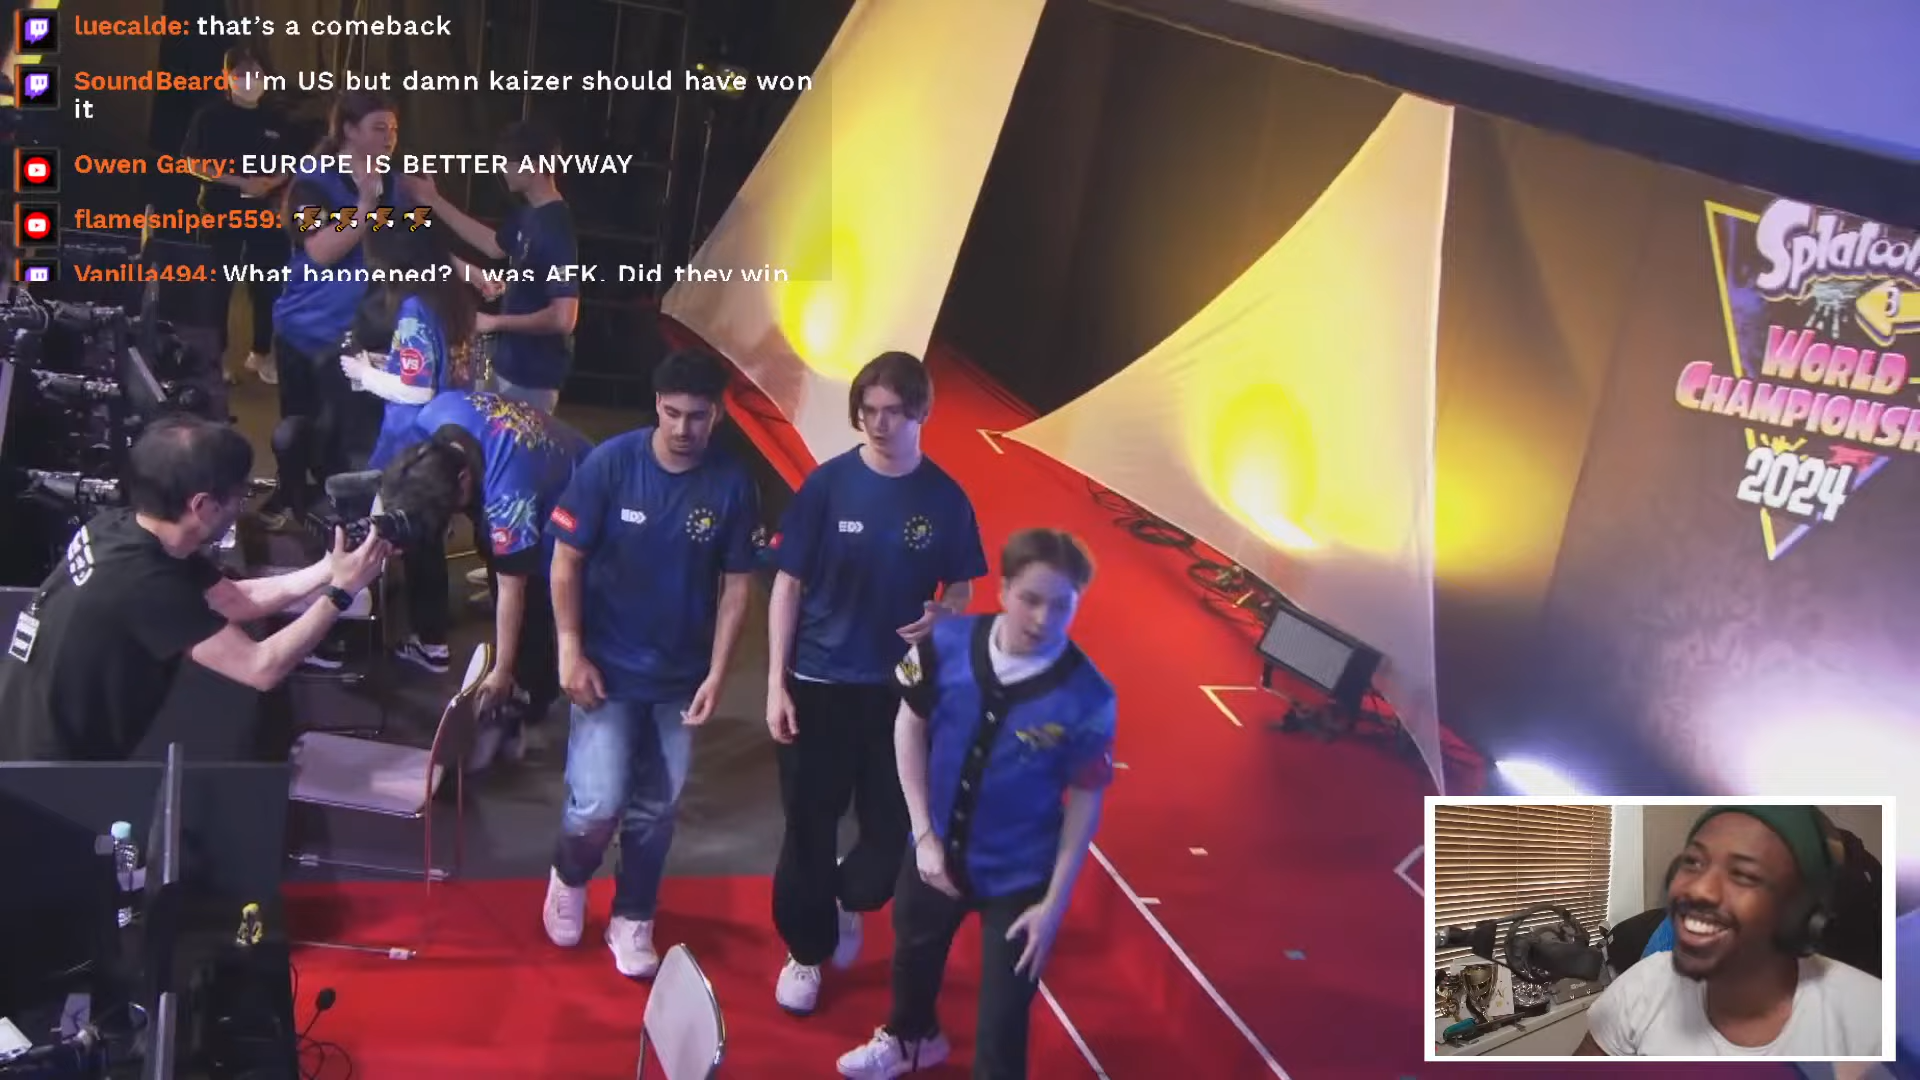 luecalde: that's a comeback
SoundBeard: I'm US but damn kaizer should have won
it
Owen Garry: EUROPE IS BETTER ANYWAY
flamesniper559:
Vanilla494: What happened? I was AFK. Did they win
Splatoon
3
WORLD
CHAMPIONSH
2024
VS